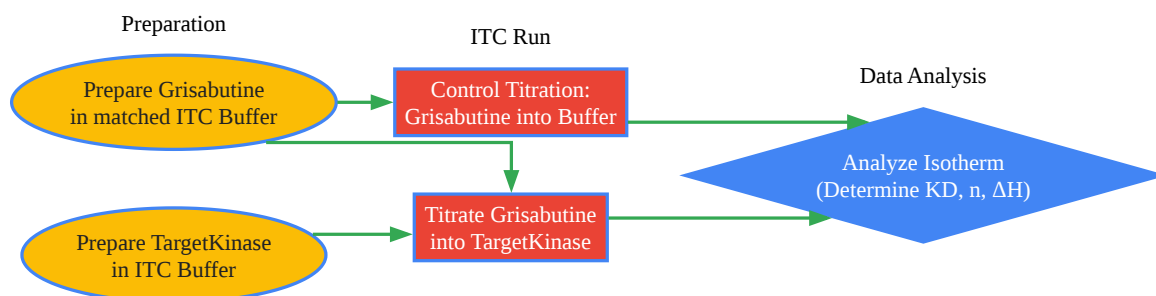 Preparation
Prepare Grisabutine
in matched ITC Buffer
Prepare TargetKinase
in ITC Buffer
ITC Run
Control Titration:
Grisabutine into Buffer
Titrate Grisabutine
into TargetKinase
Data Analysis
Analyze Isotherm
(Determine KD, n, ΔH)